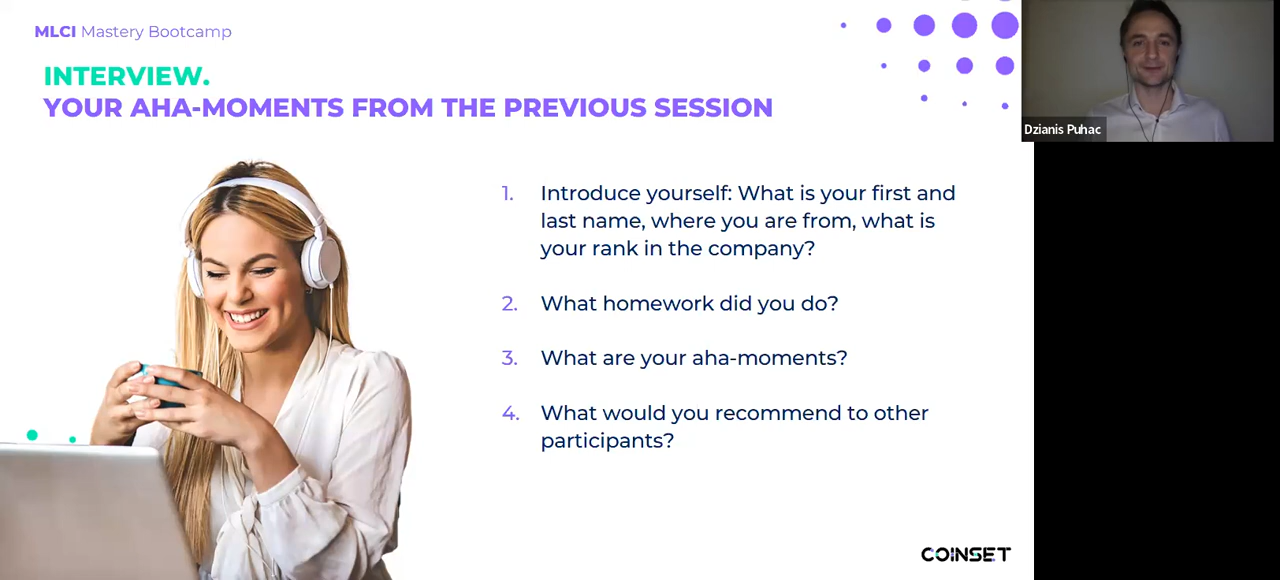 MLCI Mastery Bootcamp
INTERVIEW.
YOUR AHA-MOMENTS FROM THE PREVIOUS SESSION
Dzianis Puhac
1. Introduce yourself: What is your first and
last name, where you are from, what is
your rank in the company?
2. What homework did you do?
3. What are your aha-moments?
4. What would you recommend to other
participants?
COINSET